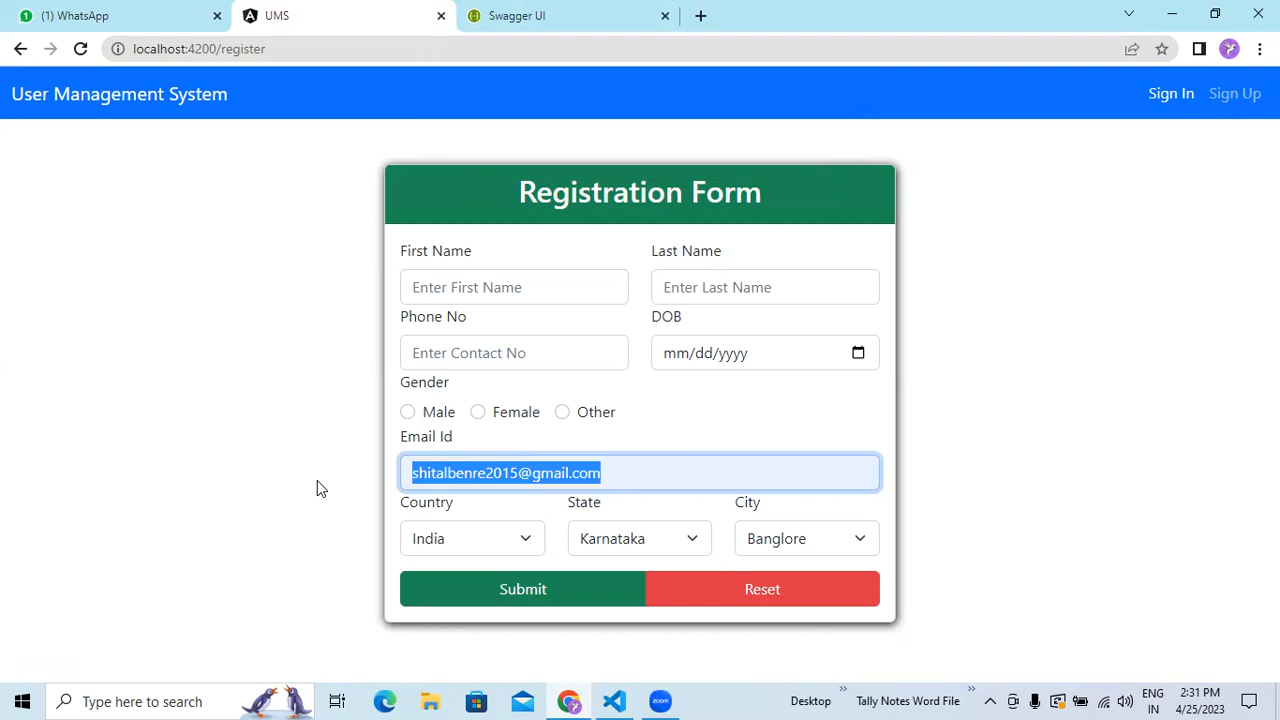 (1) WhatsApp
UMS
Swagger UI
localhost:4200/register
User Management System
Sign In
Sign Up
Registration Form
First Name
Last Name
Enter First Name
Enter Last Name
Phone No
DOB
Enter Contact No
mm/dd/yyyy
Gender
Male
Female
Other
Email Id
shitalbenre2015@gmail.com
Country
State
City
India
Karnataka
Banglore
Submit
Reset
Type here to search
zoom
Desktop
Tally Notes Word File
ENG
IN
2:31 PM
4/25/2023